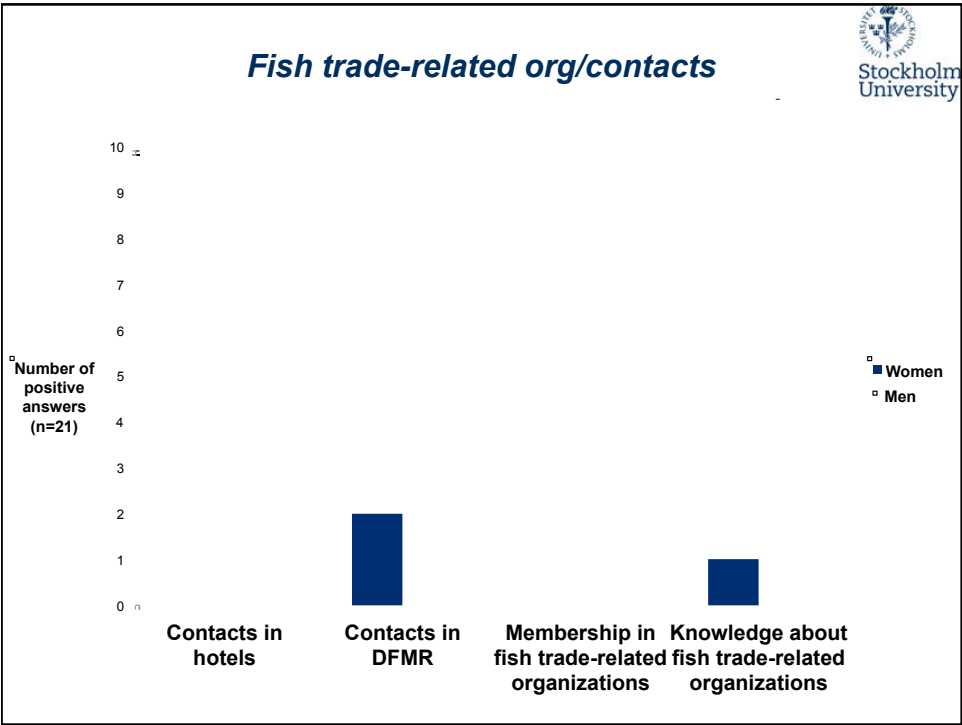 Fish trade-related org/contacts
UNIVERSITET STOCKHOLMS
Stockholm
University
10
9
8
7
6
5
4
3
2
1
0
Number of
positive
answers
(n=21)
Women
Men
Contacts in
hotels
Contacts in
DFMR
Membership in
fish trade-related
organizations
Knowledge about
fish trade-related
organizations